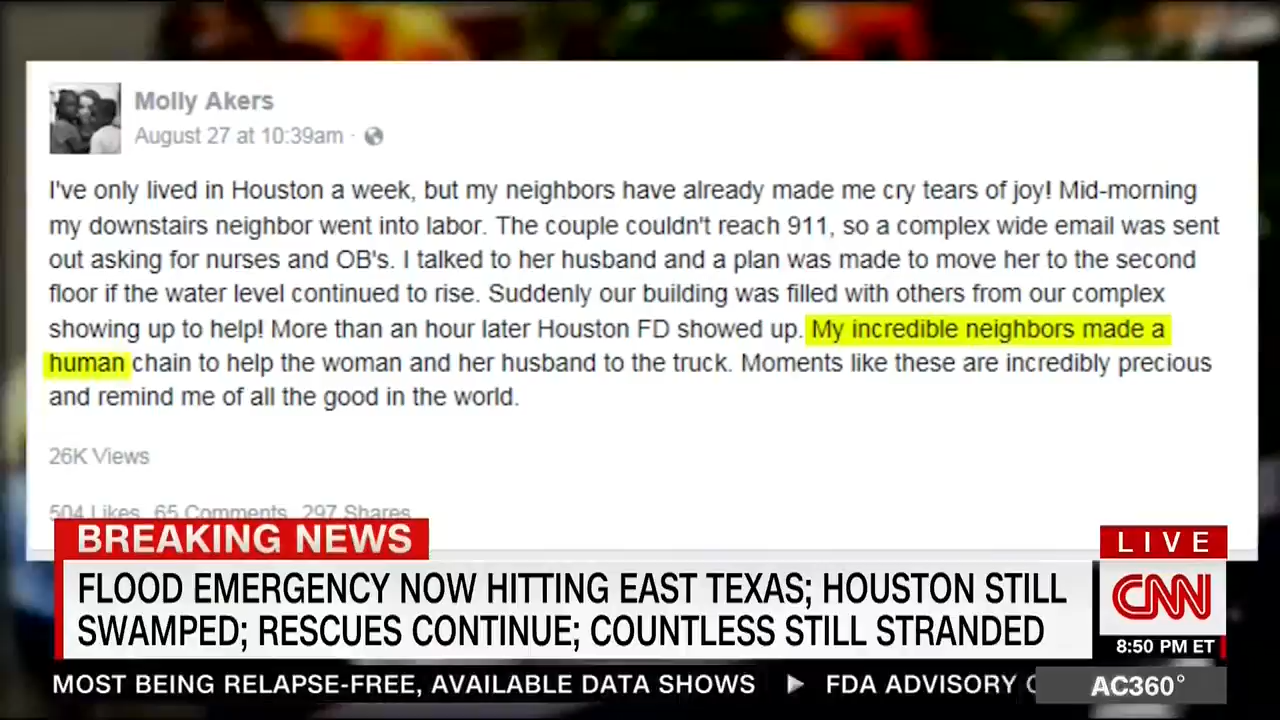 Molly Akers
August 27 at 10:39am ·
I've only lived in Houston a week, but my neighbors have already made me cry tears of joy! Mid-morning
my downstairs neighbor went into labor. The couple couldn't reach 911, so a complex wide email was sent
out asking for nurses and OB's. I talked to her husband and a plan was made to move her to the second
floor if the water level continued to rise. Suddenly our building was filled with others from our complex
showing up to help! More than an hour later Houston FD showed up. My incredible neighbors made a
human chain to help the woman and her husband to the truck. Moments like these are incredibly precious
and remind me of all the good in the world.
26K Views
504 Likes 65 Comments 297 Shares
BREAKING NEWS
FLOOD EMERGENCY NOW HITTING EAST TEXAS; HOUSTON STILL
SWAMPED; RESCUES CONTINUE; COUNTLESS STILL STRANDED
LIVE
CNN
8:50 PM ET
MOST BEING RELAPSE-FREE, AVAILABLE DATA SHOWS ▶ FDA ADVISORY
AC360°